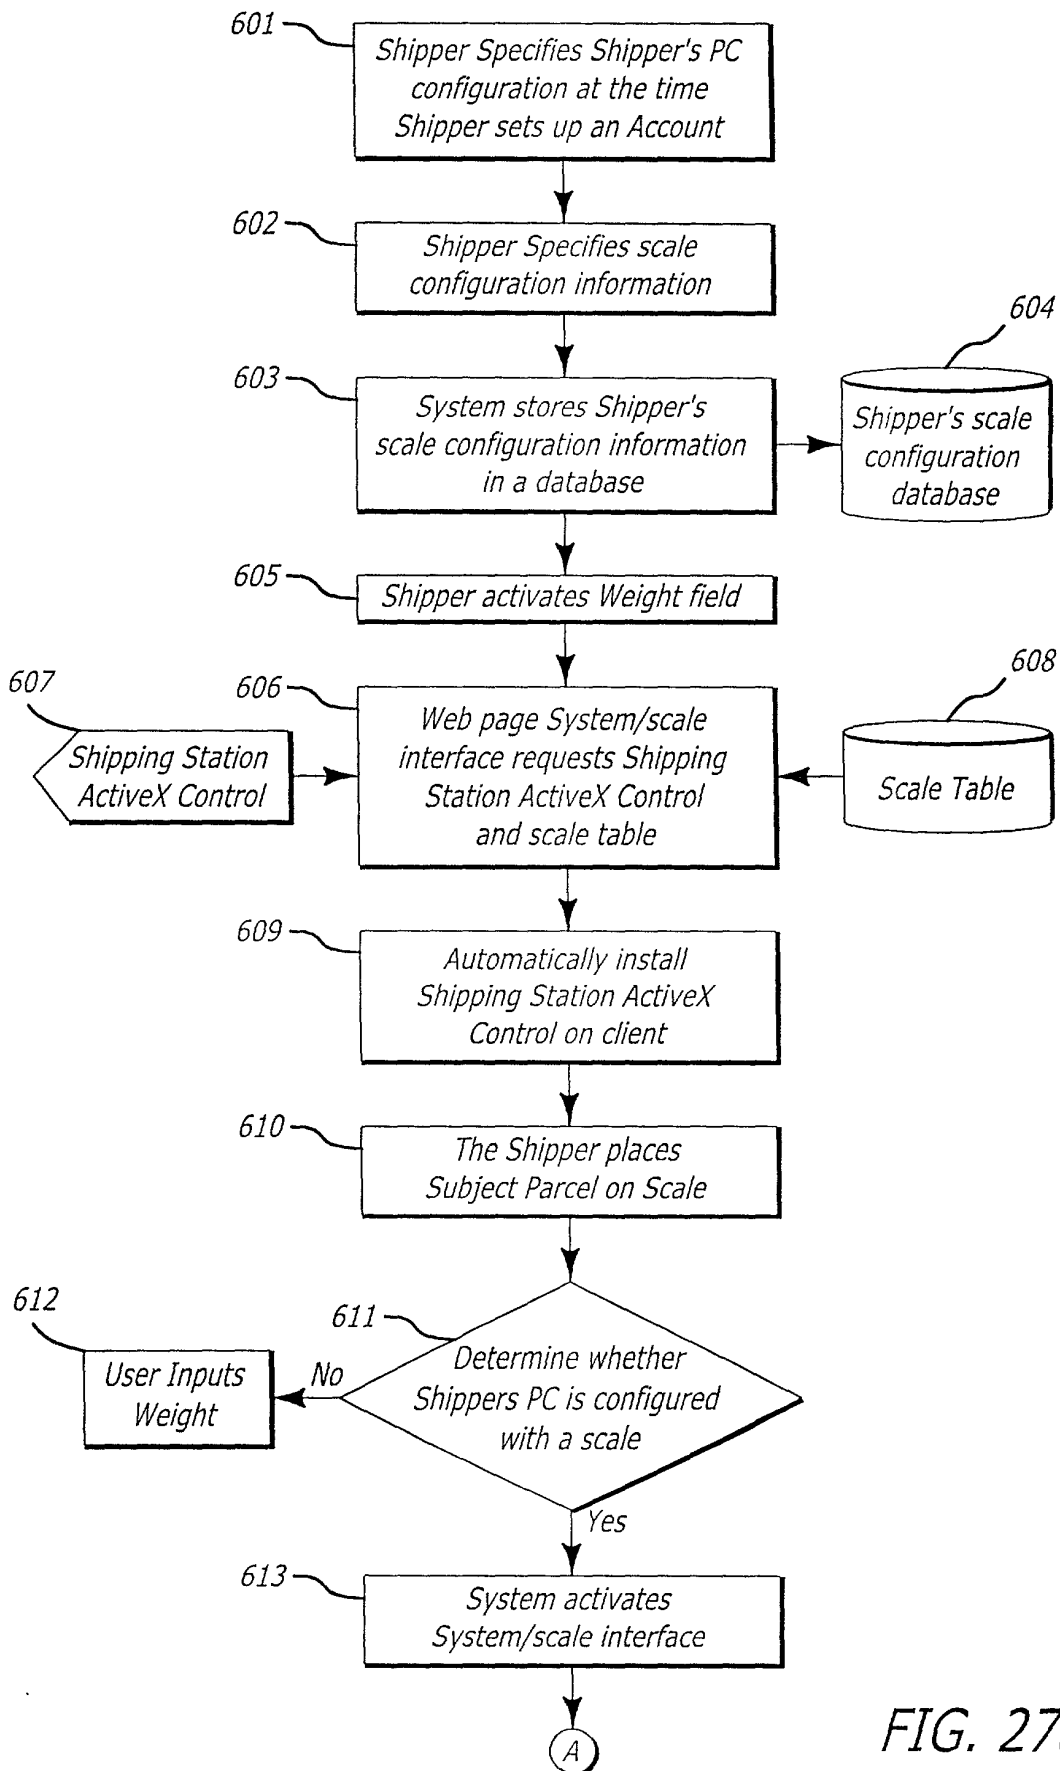 601
Shipper Specifies Shipper's PC
configuration at the time
Shipper sets up an Account
602
Shipper Specifies scale
configuration information
603
System stores Shipper's
scale configuration information
in a database
604
Shipper's scale
configuration
database
605
Shipper activates Weight field
607
Shipping Station
ActiveX Control
606
Web page System/scale
interface requests Shipping
Station ActiveX Control
and scale table
608
Scale Table
609
Automatically install
Shipping Station ActiveX
Control on client
610
The Shipper places
Subject Parcel on Scale
611
Determine whether
Shippers PC is configured
with a scale
No
612
User Inputs
Weight
Yes
613
System activates
System/scale interface
A
FIG. 27